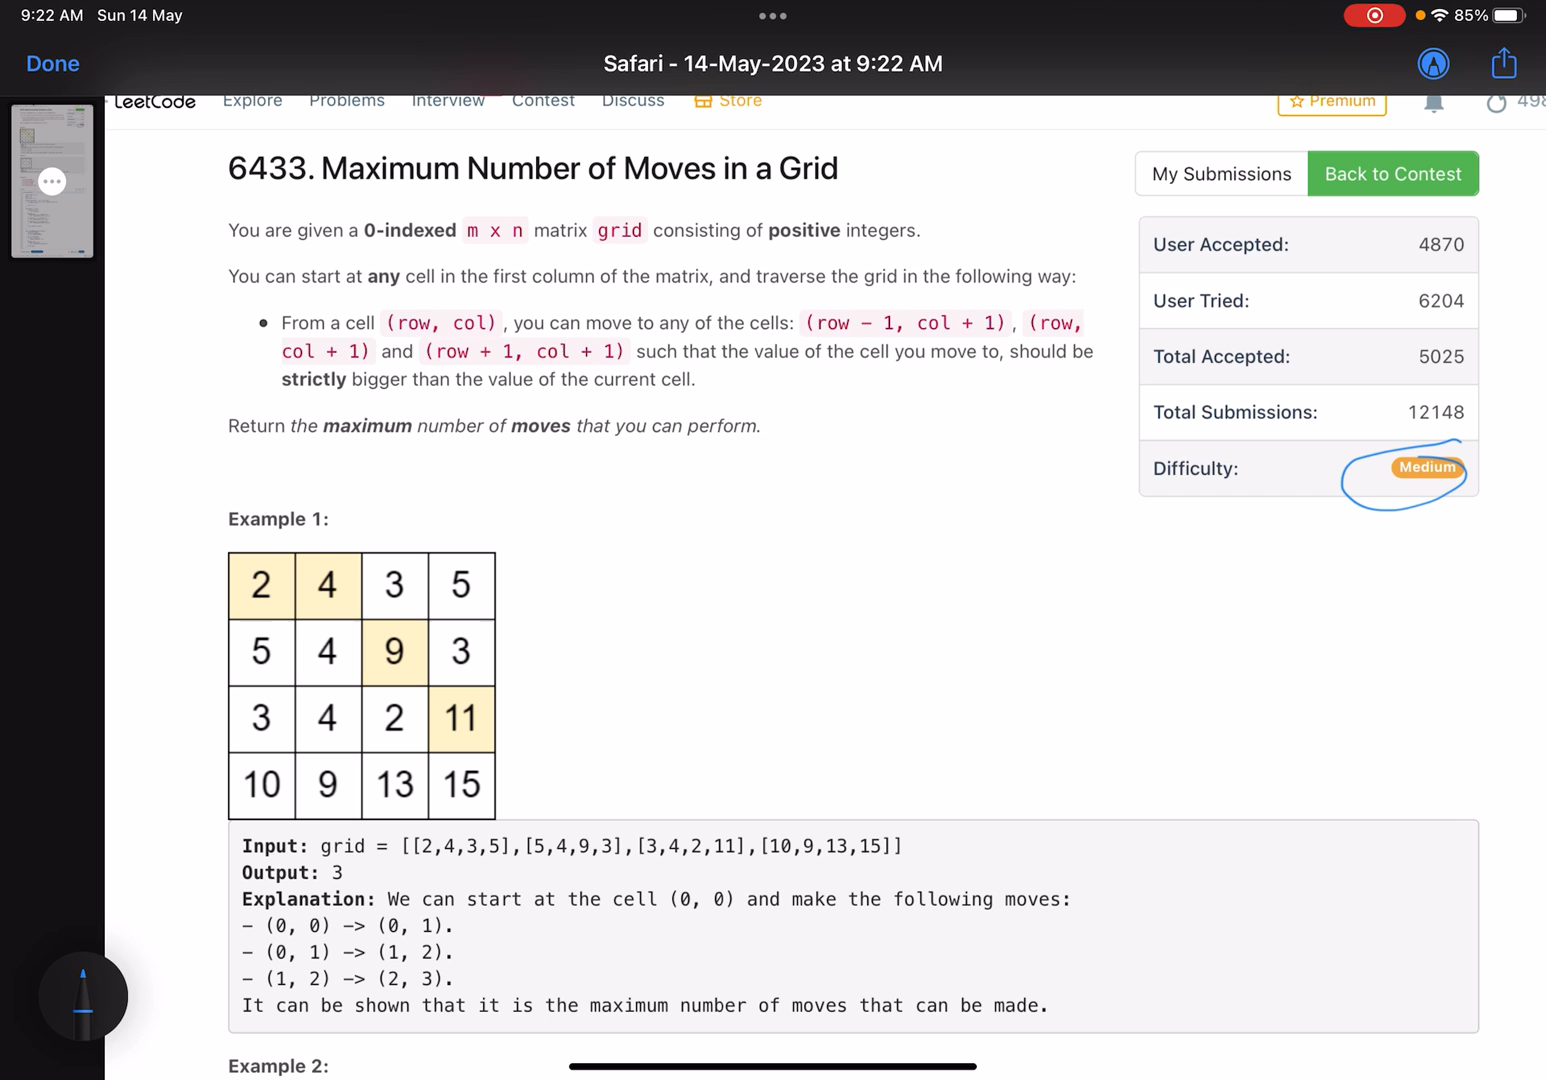 9:22 AM Sun 14 May
85%
Done
Safari - 14-May-2023 at 9:22 AM
LeetCode Explore Problems Interview Contest Discuss Store
Premium
6433. Maximum Number of Moves in a Grid
My Submissions
Back to Contest
You are given a 0-indexed m x n matrix grid consisting of positive integers.
You can start at any cell in the first column of the matrix, and traverse the grid in the following way:
• From a cell (row, col), you can move to any of the cells: (row - 1, col + 1), (row,
col + 1) and (row + 1, col + 1) such that the value of the cell you move to, should be
strictly bigger than the value of the current cell.
Return the maximum number of moves that you can perform.
User Accepted: 4870
User Tried: 6204
Total Accepted: 5025
Total Submissions: 12148
Difficulty: Medium
Example 1:
2 4 3 5
5 4 9 3
3 4 2 11
10 9 13 15
Input: grid = [[2,4,3,5],[5,4,9,3],[3,4,2,11],[10,9,13,15]]
Output: 3
Explanation: We can start at the cell (0, 0) and make the following moves:
- (0, 0) -> (0, 1).
- (0, 1) -> (1, 2).
- (1, 2) -> (2, 3).
It can be shown that it is the maximum number of moves that can be made.
Example 2: